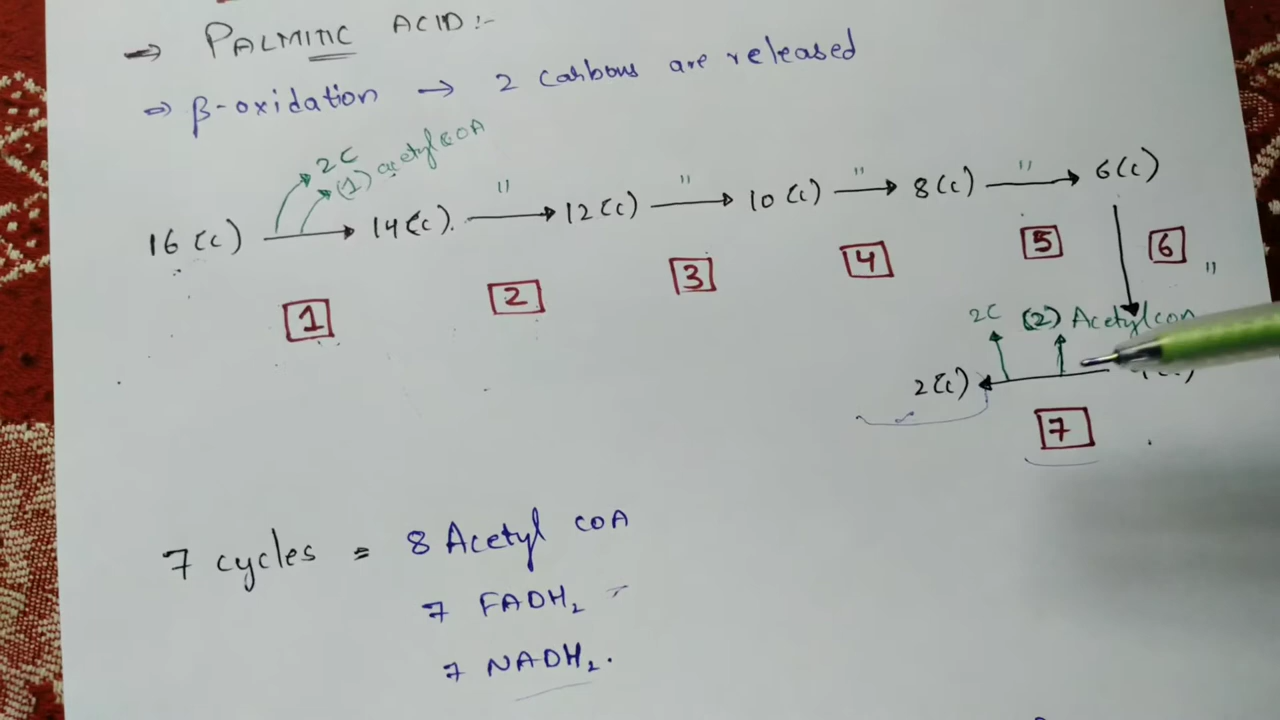 → PALMITIC ACID :-
⇒ β-oxidation → 2 carbons are released
2C
(1) acetyl COA
16 (C) → 14 (C) → 12 (C) → 10 (C) → 8 (C) → 6 (C)
" " " "
1 2 3 4 5 6 "
2C (2) Acetyl coA
2 (C)
7
7 cycles = 8 Acetyl COA
7 FADH₂
7 NADH₂.